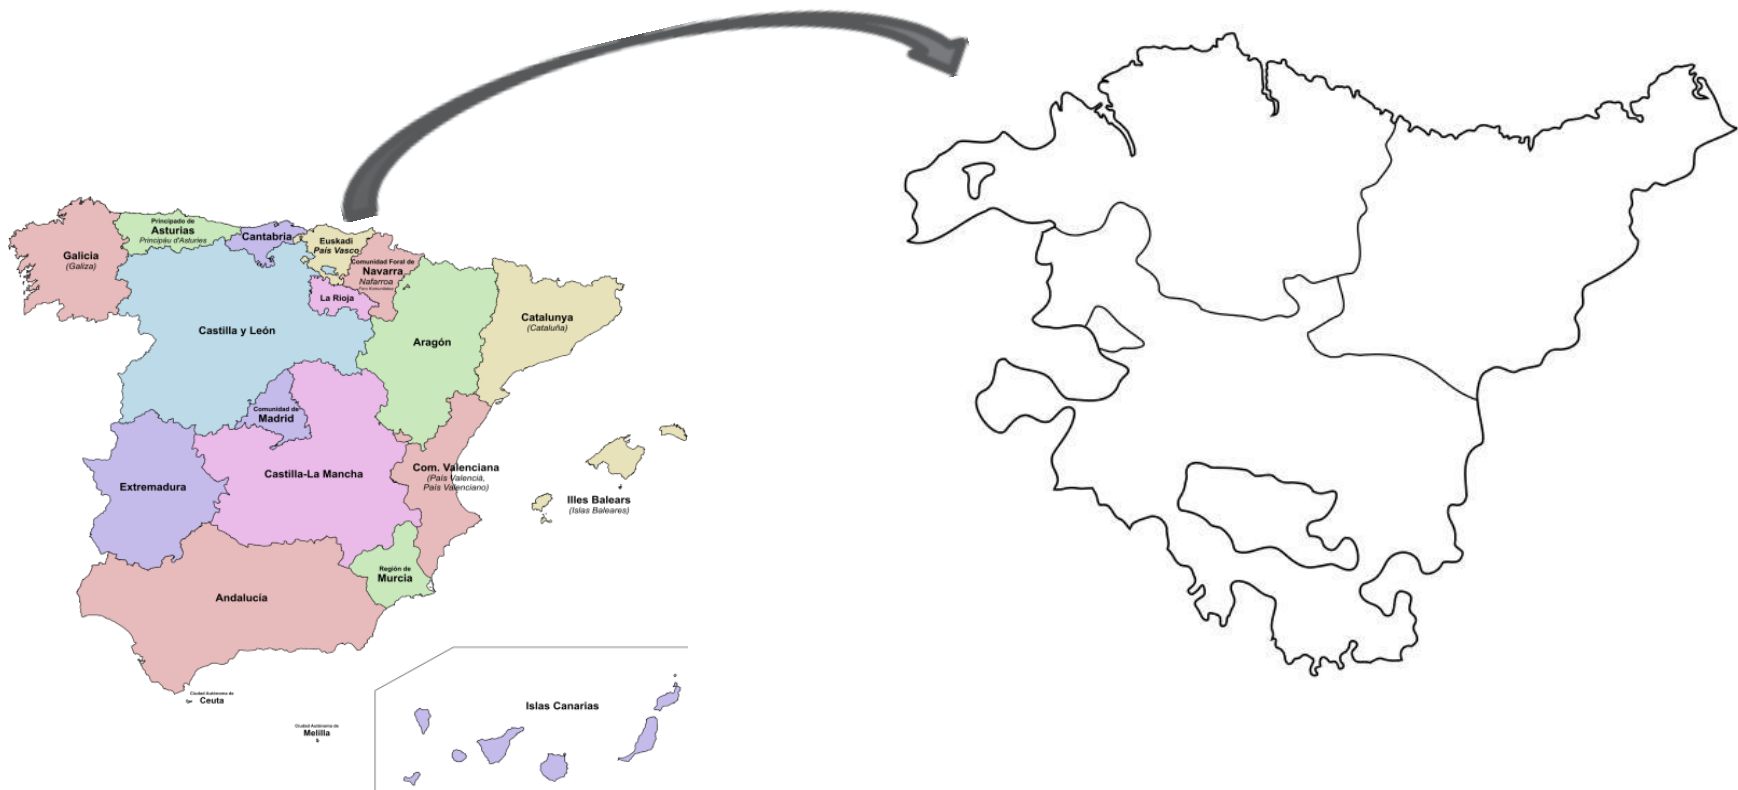 Galicia
(Galiza)
Principado de
Asturias
Principáu d'Asturies
Cantabria
Euskadi
País Vasco
Comunidad Foral de
Navarra
Nafarroa
La Rioja
Castilla y León
Aragón
Catalunya
(Cataluña)
Comunidad de
Madrid
Castilla-La Mancha
Extremadura
Com. Valenciana
(País Valencià,
País Valenciano)
Illes Balears
(Islas Baleares)
Región de
Murcia
Andalucía
Ciudad Autónoma de
Ceuta
Ciudad Autónoma de
Melilla
Islas Canarias